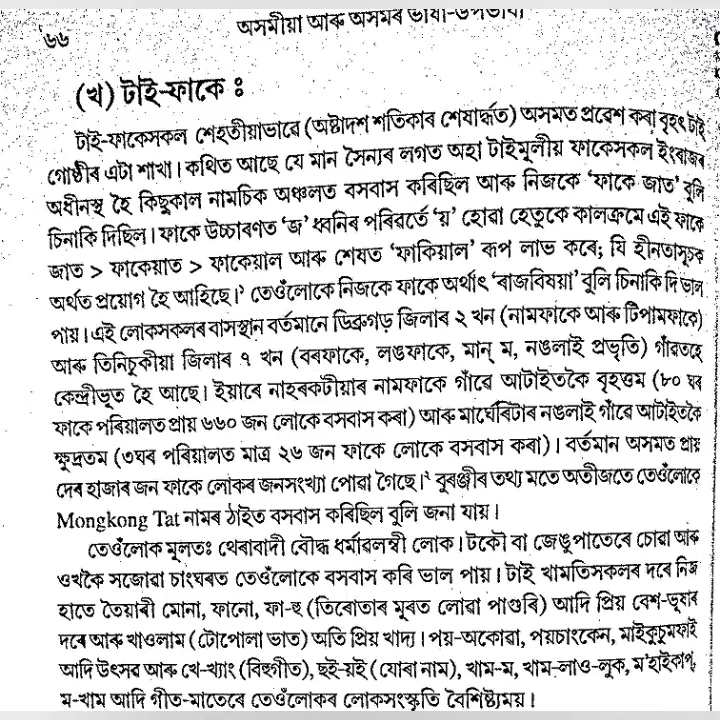 ৬৬
অসমীয়া আৰু অসমৰ ভাষা-উপভাষা
(খ) টাই-ফাকে ঃ
টাই-ফাকেসকল শেহতীয়াভাৱে (অষ্টাদশ শতিকাৰ শেষাৰ্দ্ধত) অসমত প্ৰৱেশ কৰা বৃহৎ টাই
গোষ্ঠীৰ এটা শাখা। কথিত আছে যে মান সৈন্যৰ লগত অহা টাইমূলীয় ফাকেসকল ইংৰাজৰ
অধীনস্থ হৈ কিছুকাল নামচিক অঞ্চলত বসবাস কৰিছিল আৰু নিজকে ‘ফাকে জাত’ বুলি
চিনাকি দিছিল। ফাকে উচ্চাৰণত ‘জ’ ধ্বনিৰ পৰিৱৰ্তে ‘য়’ হোৱা হেতুকে কালক্ৰমে এই ফাকে
জাত > ফাকেয়াত > ফাকেয়াল আৰু শেষত ‘ফাকিয়াল’ ৰূপ লাভ কৰে; যি হীনতাসূচক
অৰ্থত প্ৰয়োগ হৈ আহিছে।¹ তেওঁলোকে নিজকে ফাকে অৰ্থাৎ ‘ৰাজবিষয়া’ বুলি চিনাকি দি ভাল
পায়। এই লোকসকলৰ বাসস্থান বৰ্তমানে ডিব্ৰুগড় জিলাৰ ২ খন (নামফাকে আৰু টিপামফাকে)
আৰু তিনিচুকীয়া জিলাৰ ৭ খন (বৰফাকে, লঙফাকে, মান্ ম, নঙলাই প্ৰভৃতি) গাঁৱতহে
কেন্দ্ৰীভূত হৈ আছে। ইয়াৰে নাহৰকটীয়াৰ নামফাকে গাঁৱে আটাইতকৈ বৃহত্তম (৮০ ঘৰ
ফাকে পৰিয়ালত প্ৰায় ৬৬০ জন লোকে বসবাস কৰা) আৰু মাৰ্ঘেৰিটাৰ নঙলাই গাঁৱে আটাইতকৈ
ক্ষুদ্ৰতম (৩ঘৰ পৰিয়ালত মাত্ৰ ২৬ জন ফাকে লোকে বসবাস কৰা)। বৰ্তমান অসমত প্ৰায়
দেৰ হাজাৰ জন ফাকে লোকৰ জনসংখ্যা পোৱা গৈছে।² বুৰঞ্জীৰ তথ্য মতে অতীজতে তেওঁলোকে
Mongkong Tat নামৰ ঠাইত বসবাস কৰিছিল বুলি জনা যায়।
তেওঁলোক মূলতঃ থেৰাবাদী বৌদ্ধ ধৰ্মাৱলম্বী লোক। টকৌ বা জেঙুপাতেৰে চোৱা আৰু
ওখকৈ সজোৱা চাংঘৰত তেওঁলোকে বসবাস কৰি ভাল পায়। টাই খামতিসকলৰ দৰে নিজ
হাতে তৈয়াৰী মোনা, ফানো, ফা-হু (তিৰোতাৰ মূৰত লোৱা পাগুৰি) আদি প্ৰিয় বেশ-ভূষাৰ
দৰে আৰু খাওলাম (টোপোলা ভাত) অতি প্ৰিয় খাদ্য। পয়-অকোৱা, পয়চাংকেন, মাইকুচুমফাই
আদি উৎসৱ আৰু খে-খ্যাং (বিহুগীত), ছই-য়ই (যোৰা নাম), খাম-ম, খাম-লাও-লুক, ম'হাইকাপ্,
ম-খাম আদি গীত-মাতেৰে তেওঁলোকৰ লোকসংস্কৃতি বৈশিষ্ট্যময়।